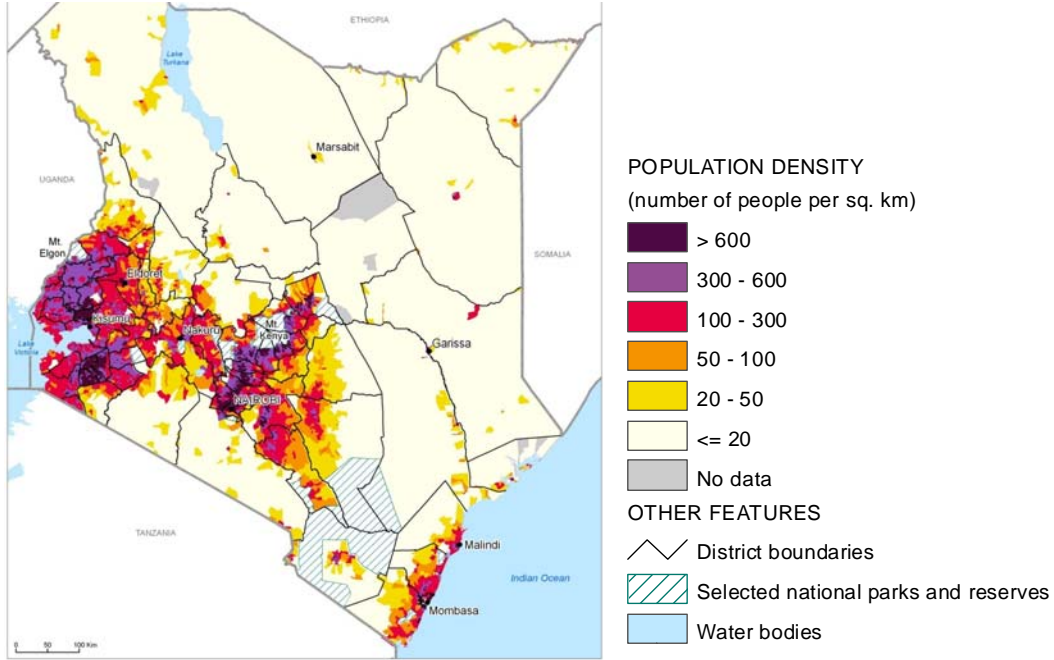 ETHIOPIA
Lake
Turkana
Marsabit
UGANDA
SOMALIA
Mt.
Elgon
Eldoret
Kisumu
Nakuru
Mt.
Kenya
Lake
Victoria
Garissa
NAIROBI
TANZANIA
Malindi
Indian Ocean
Mombasa
0 50 100 Km
POPULATION DENSITY
(number of people per sq. km)
> 600
300 - 600
100 - 300
50 - 100
20 - 50
<= 20
No data
OTHER FEATURES
District boundaries
Selected national parks and reserves
Water bodies